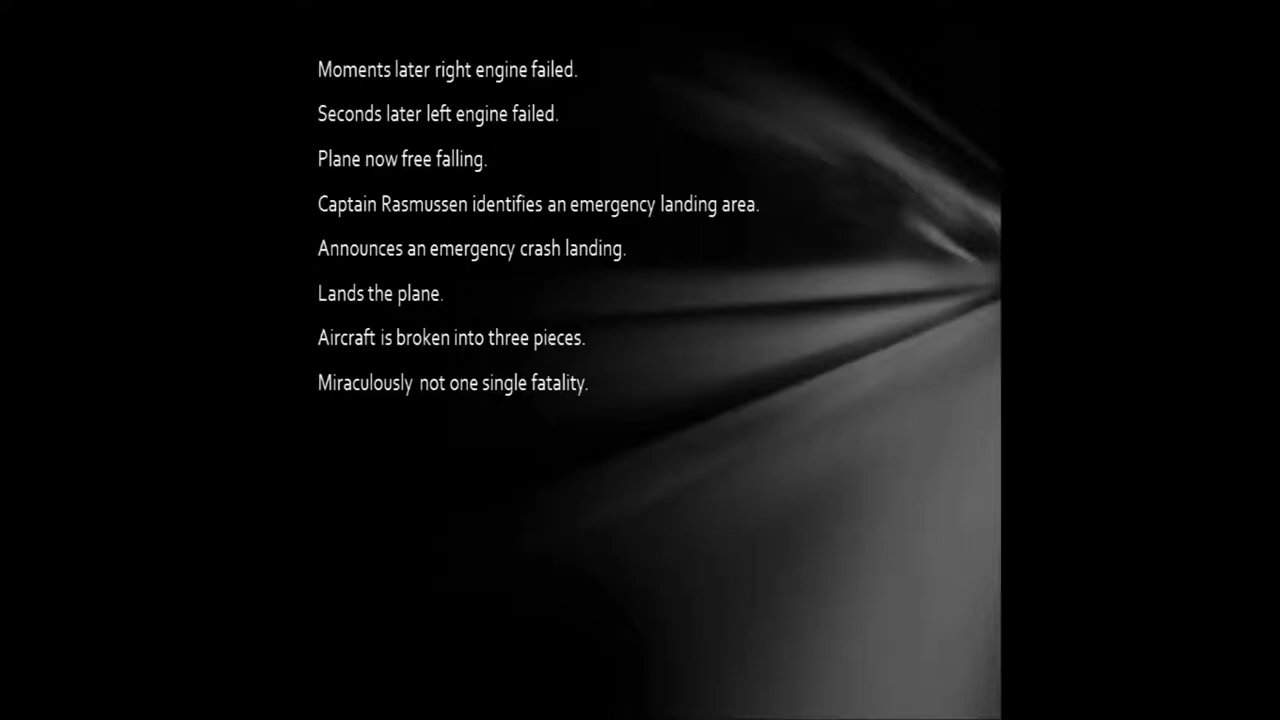 Moments later right engine failed.
Seconds later left engine failed.
Plane now free falling.
Captain Rasmussen identifies an emergency landing area.
Announces an emergency crash landing.
Lands the plane.
Aircraft is broken into three pieces.
Miraculously not one single fatality.